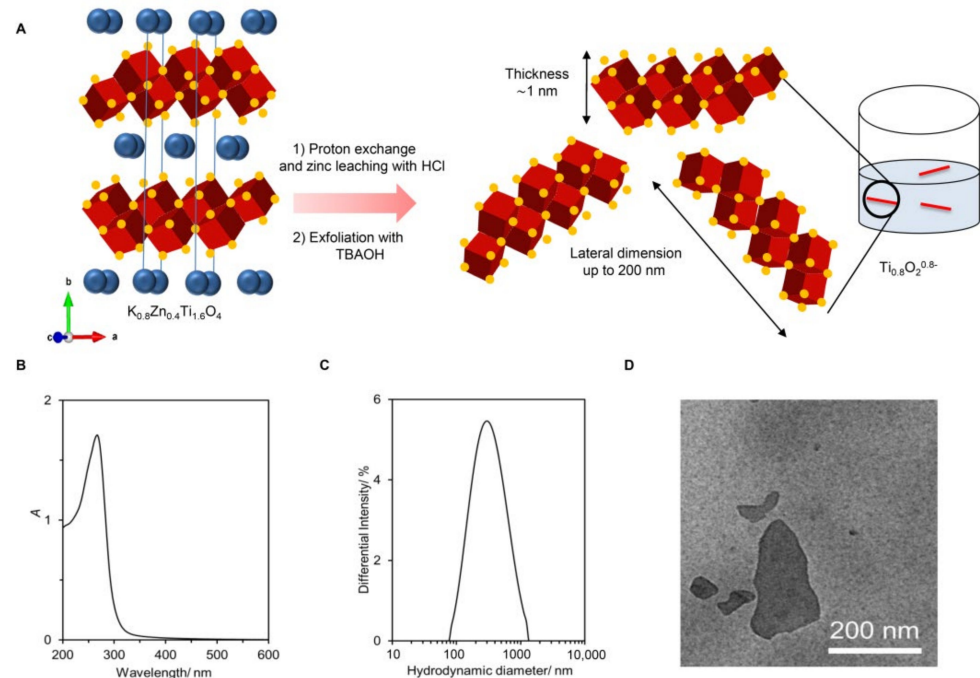 A
Thickness
~1 nm
1) Proton exchange
and zinc leaching with HCl
2) Exfoliation with
TBAOH
Lateral dimension
up to 200 nm
Ti0.8O2^0.8-
b
c
a
K0.8Zn0.4Ti1.6O4
B
2
1
0
A
200
300
400
500
600
Wavelength/ nm
C
6
4
2
0
Differential Intensity/ %
10
100
1000
10,000
Hydrodynamic diameter/ nm
D
200 nm